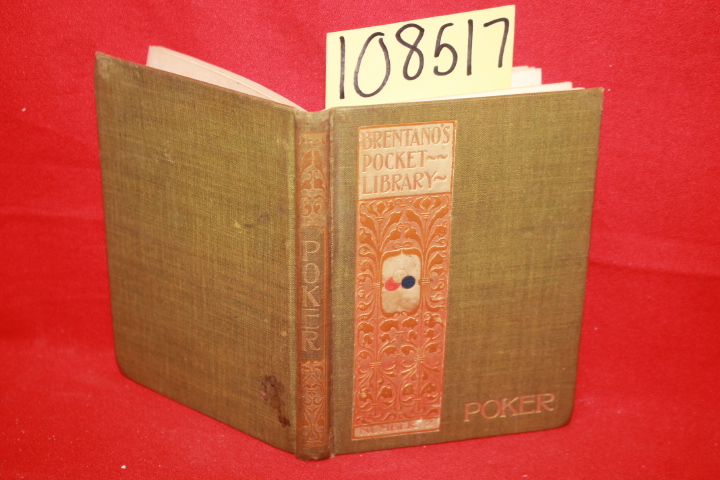 108517
BRENTANO'S
POCKET~~
LIBRARY~
POKER
POKER